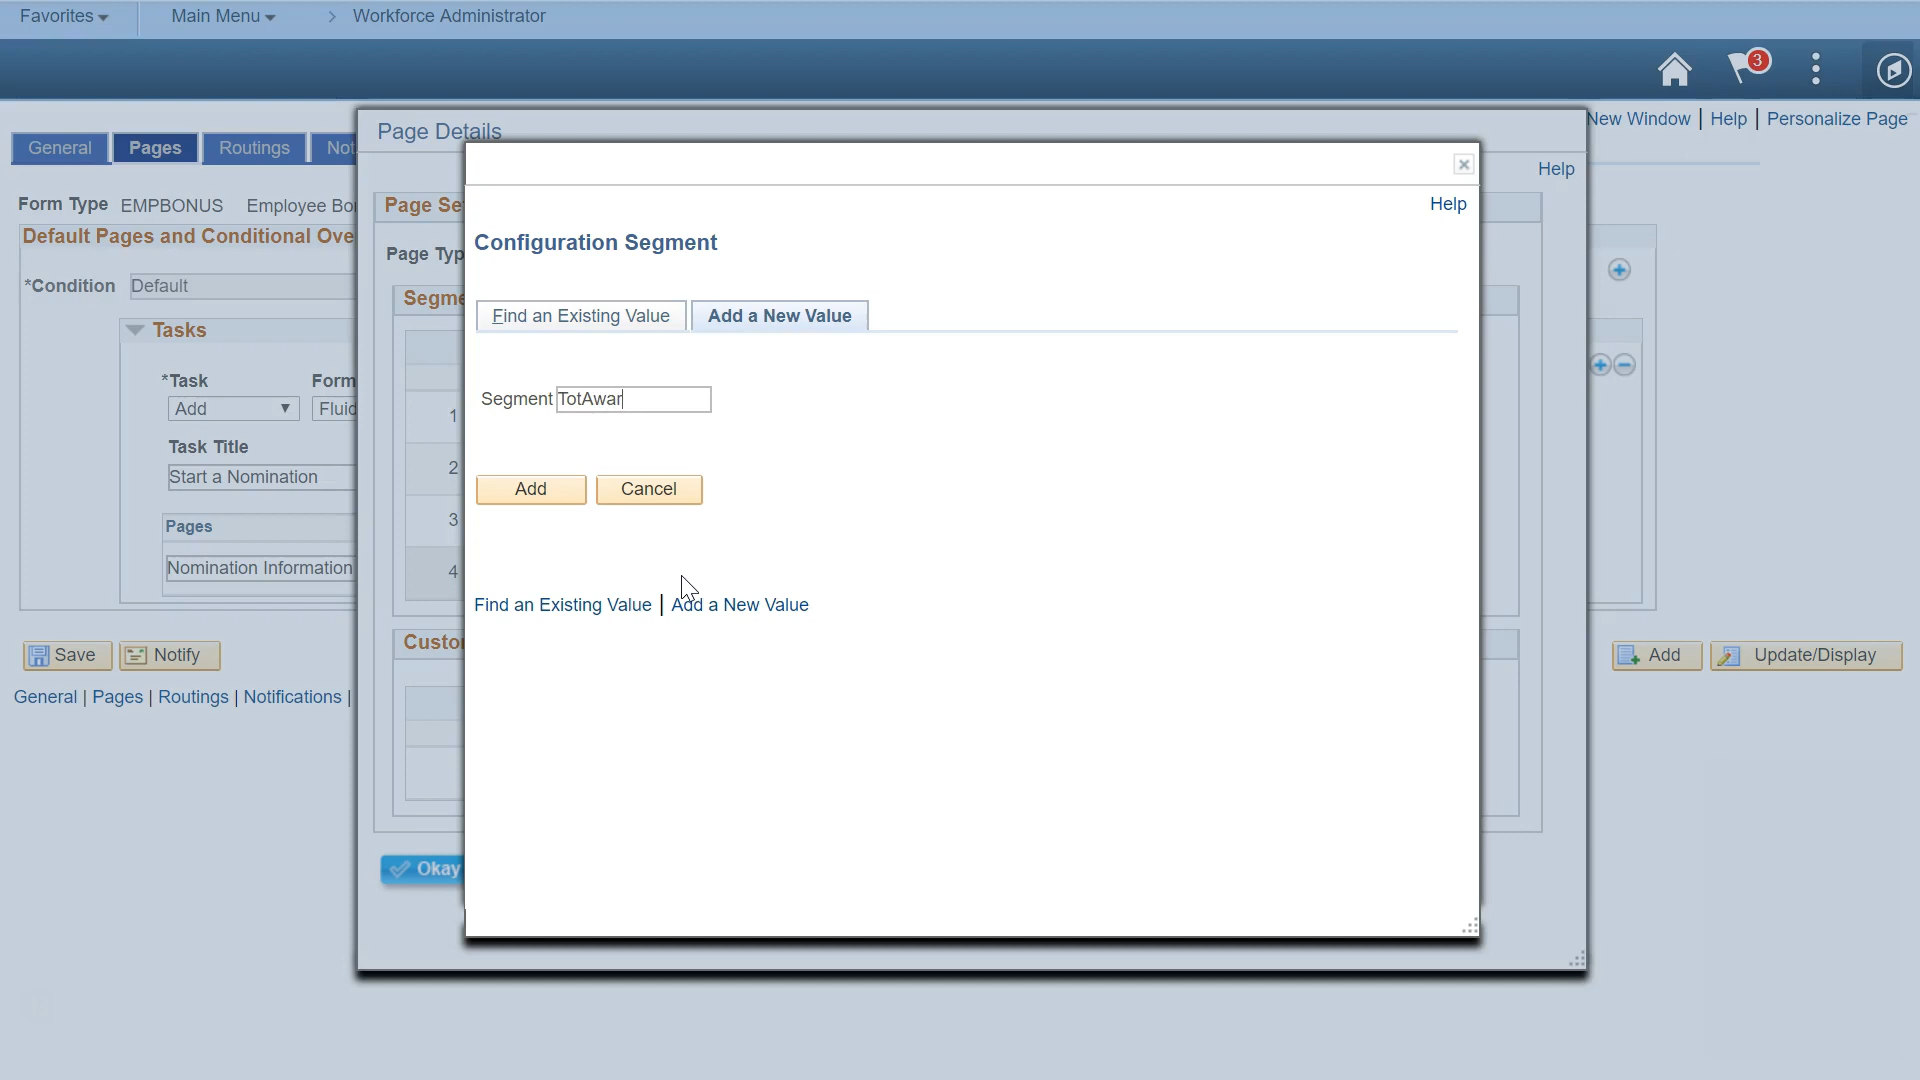 Favorites Main Menu > Workforce Administrator
3
New Window | Help | Personalize Page
General Pages Routings Not
Page Details
Help
Form Type EMPBONUS Employee Bo
Default Pages and Conditional Ove
*Condition Default
Tasks
*Task Form
Add Fluid
Task Title
Start a Nomination
Pages
Nomination Information
Save Notify
Add Update/Display
General | Pages | Routings | Notifications |
Page Se
Page Typ
Segme
1
2
3
4
Custo
Okay
Help
Configuration Segment
Find an Existing Value Add a New Value
Segment TotAwar
Add Cancel
Find an Existing Value | Add a New Value